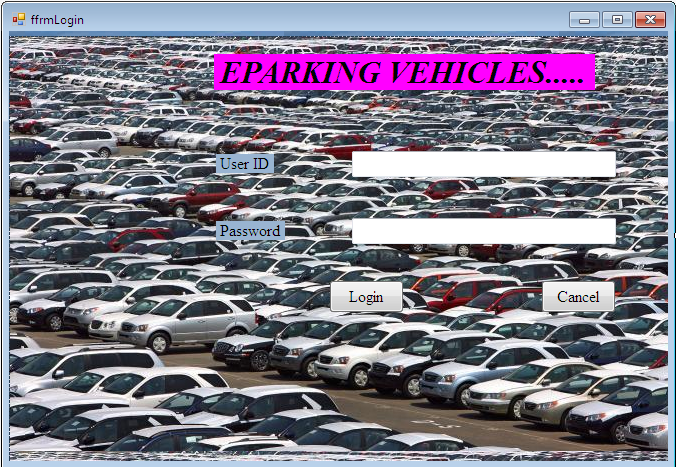 ffrmLogin
EPARKING VEHICLES.....
User ID
Password
Login
Cancel